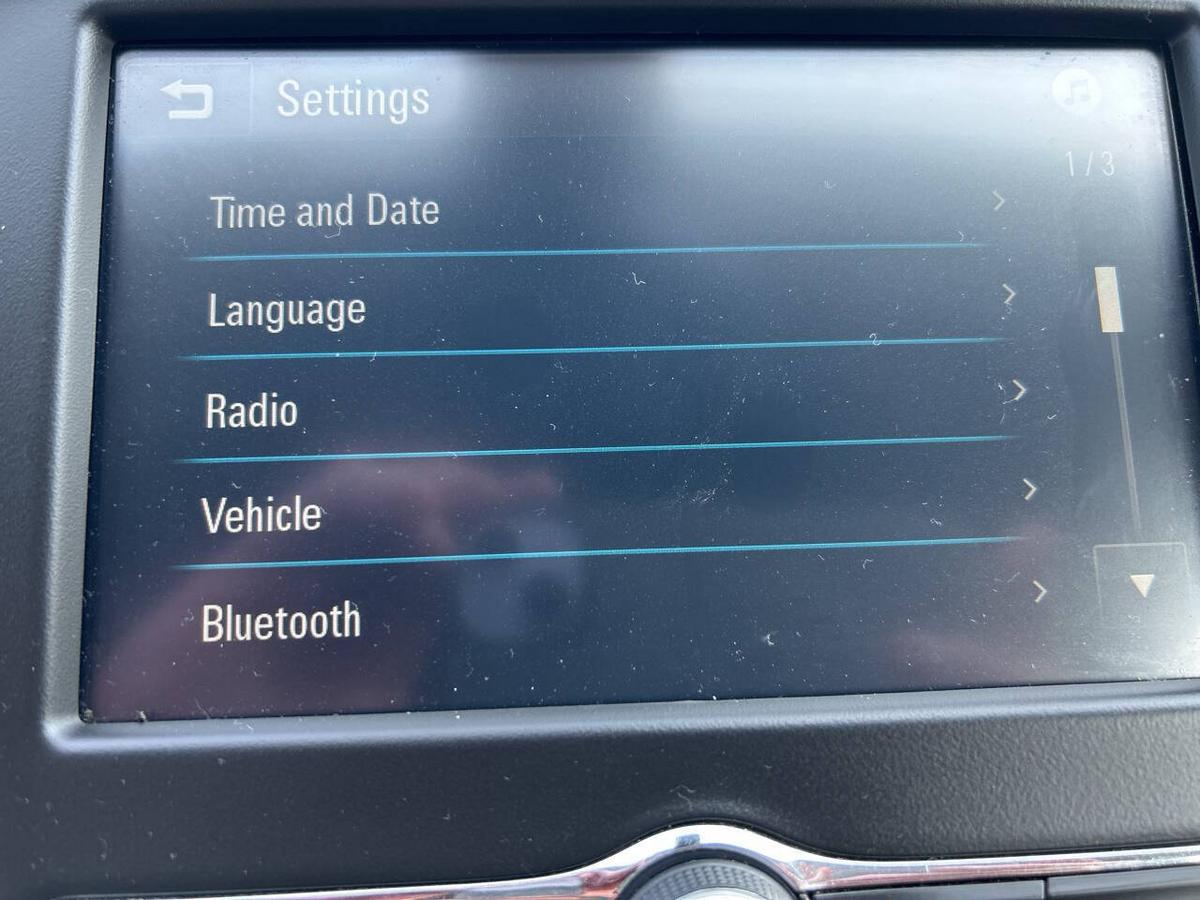 Settings
1/3
Time and Date
Language
Radio
Vehicle
Bluetooth